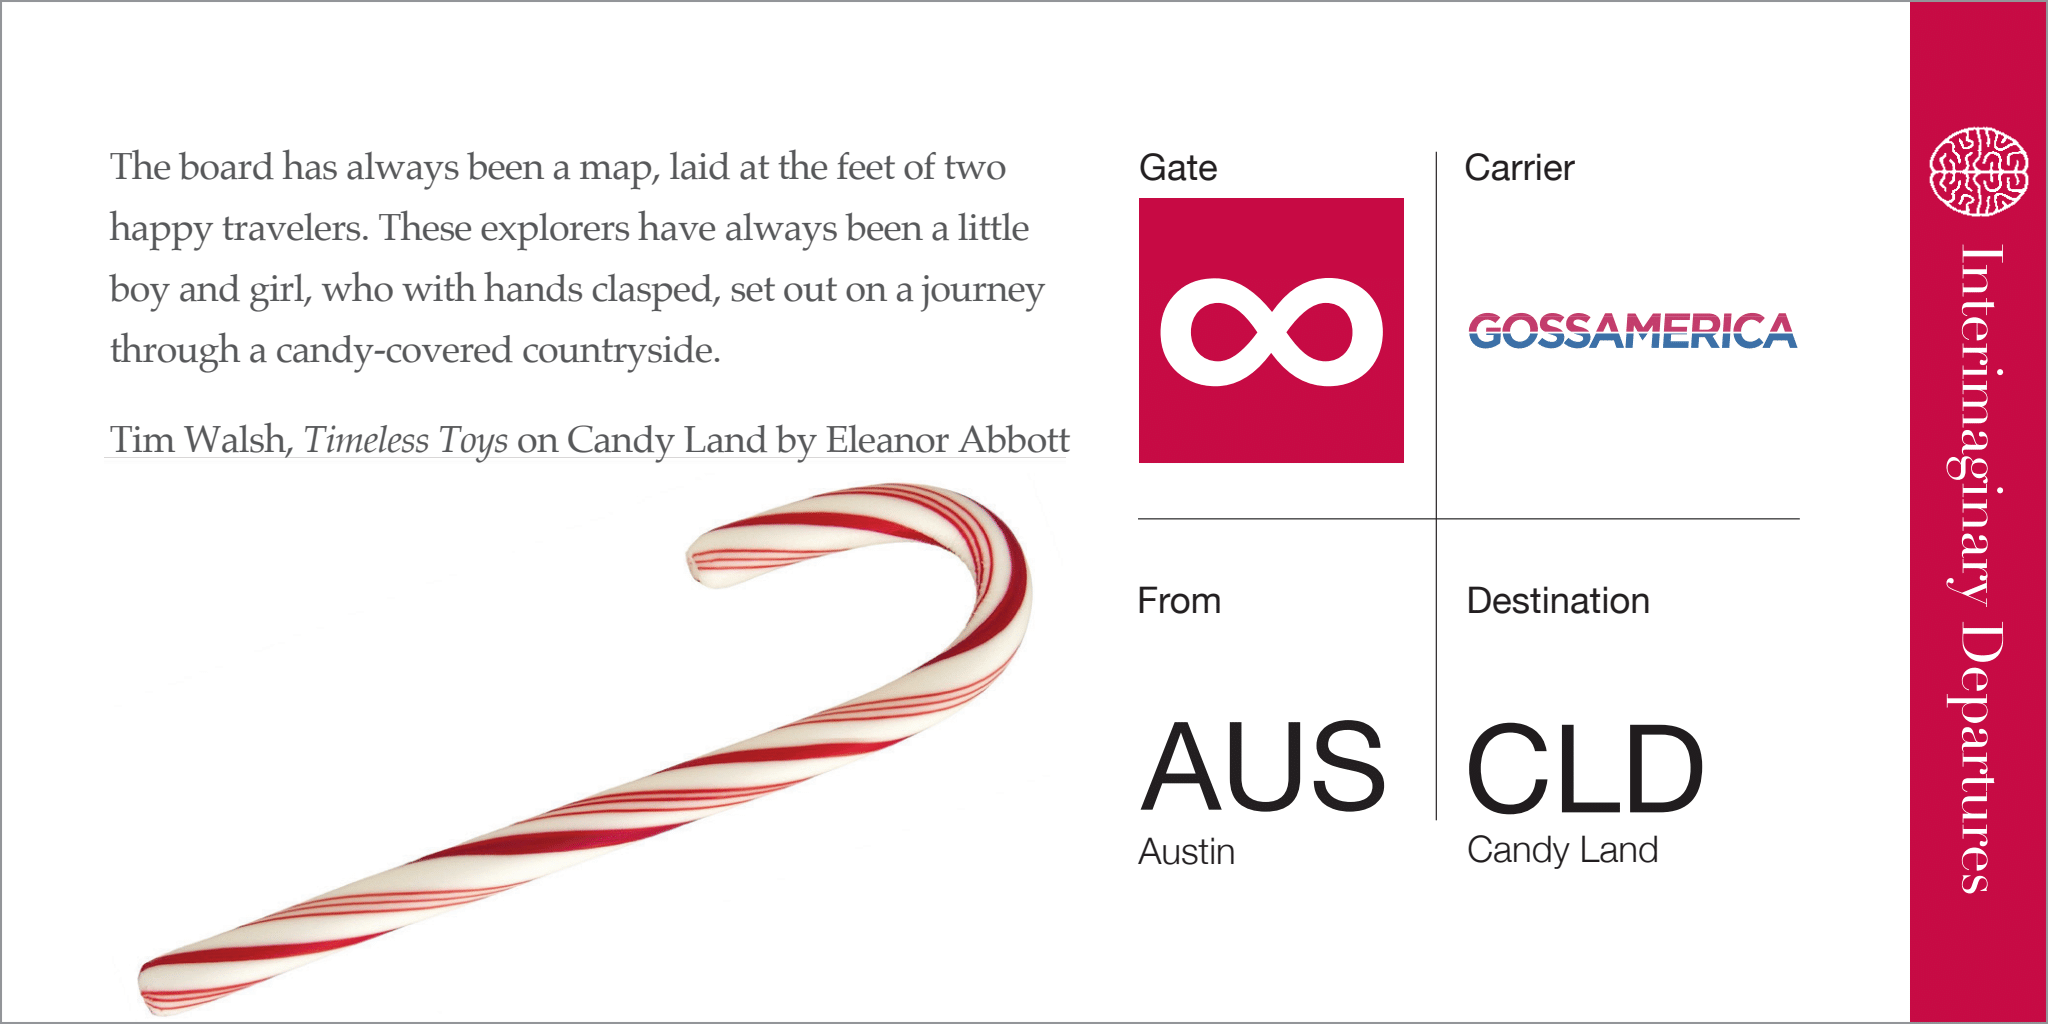 The board has always been a map, laid at the feet of two
happy travelers. These explorers have always been a little
boy and girl, who with hands clasped, set out on a journey
through a candy-covered countryside.
Tim Walsh, Timeless Toys on Candy Land by Eleanor Abbott
Gate
∞
Carrier
GOSSAMERICA
From
AUS
Austin
Destination
CLD
Candy Land
Interimaginary Departures